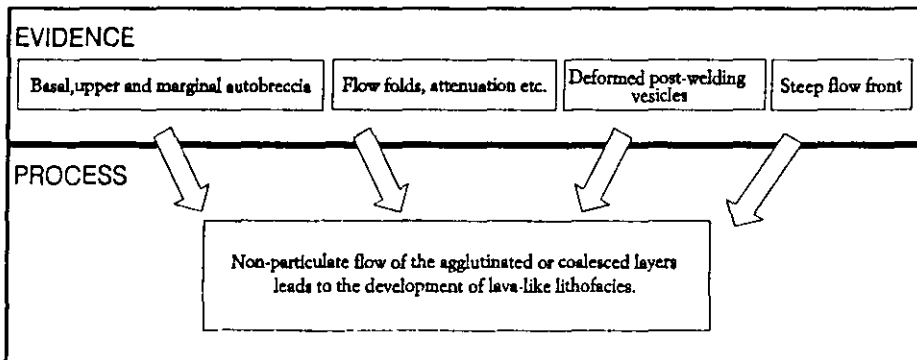 EVIDENCE
Basal,upper and marginal autobreccia
Flow folds, attenuation etc.
Deformed post-welding
vesicles
Steep flow front
PROCESS
Non-particulate flow of the agglutinated or coalesced layers
leads to the development of lava-like lithofacies.